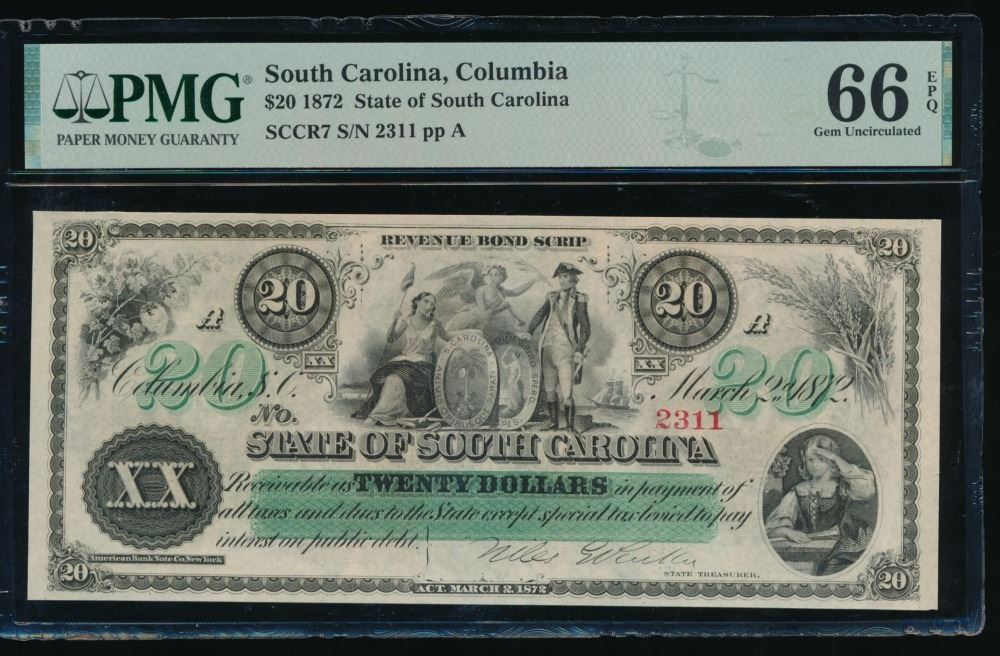 PMG®
PAPER MONEY GUARANTY
South Carolina, Columbia
$20 1872 State of South Carolina
SCCR7 S/N 2311 pp A
66 EPQ
Gem Uncirculated
20 REVENUE BOND SCRIP 20
20 20
A A
XX XX
20 20
Columbia, S.C. March 2nd 1872.
No. 2311
STATE OF SOUTH CAROLINA
XX
Receivable as TWENTY DOLLARS in payment of
all taxes and dues to the State except special tax levied to pay
interest on public debt.
American Bank Note Co. New York
STATE TREASURER.
20 ACT. MARCH 2, 1872 20